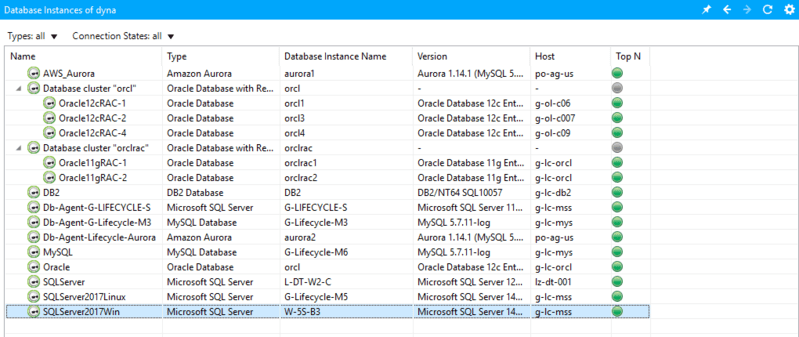 Database Instances of dyna
Types: all Connection States: all
Name Type Database Instance Name Version Host Top N
AWS_Aurora Amazon Aurora aurora1 Aurora 1.14.1 (MySQL 5.... po-ag-us
Database cluster "orcl" Oracle Database with Re... orcl - -
Oracle12cRAC-1 Oracle Database orcl1 Oracle Database 12c Ent... g-ol-c06
Oracle12cRAC-2 Oracle Database orcl3 Oracle Database 12c Ent... g-ol-c007
Oracle12cRAC-4 Oracle Database orcl4 Oracle Database 12c Ent... g-ol-c09
Database cluster "orclrac" Oracle Database with Re... orclrac - -
Oracle11gRAC-1 Oracle Database orclrac1 Oracle Database 11g Ent... g-lc-orcl
Oracle11gRAC-2 Oracle Database orclrac2 Oracle Database 11g Ent... g-lc-orcl
DB2 DB2 Database DB2 DB2/NT64 SQL10057 g-lc-db2
Db-Agent-G-LIFECYCLE-S Microsoft SQL Server G-LIFECYCLE-S Microsoft SQL Server 11... g-lc-mss
Db-Agent-G-Lifecycle-M3 MySQL Database G-Lifecycle-M3 MySQL 5.7.11-log g-lc-mys
Db-Agent-Lifecycle-Aurora Amazon Aurora aurora2 Aurora 1.14.1 (MySQL 5.... po-ag-us
MySQL MySQL Database G-Lifecycle-M6 MySQL 5.7.11-log g-lc-mys
Oracle Oracle Database orcl Oracle Database 12c Ent... g-lc-orcl
SQLServer Microsoft SQL Server L-DT-W2-C Microsoft SQL Server 12... lz-dt-001
SQLServer2017Linux Microsoft SQL Server G-Lifecycle-M5 Microsoft SQL Server 14... g-lc-mss
SQLServer2017Win Microsoft SQL Server W-5S-B3 Microsoft SQL Server 14... g-lc-mss